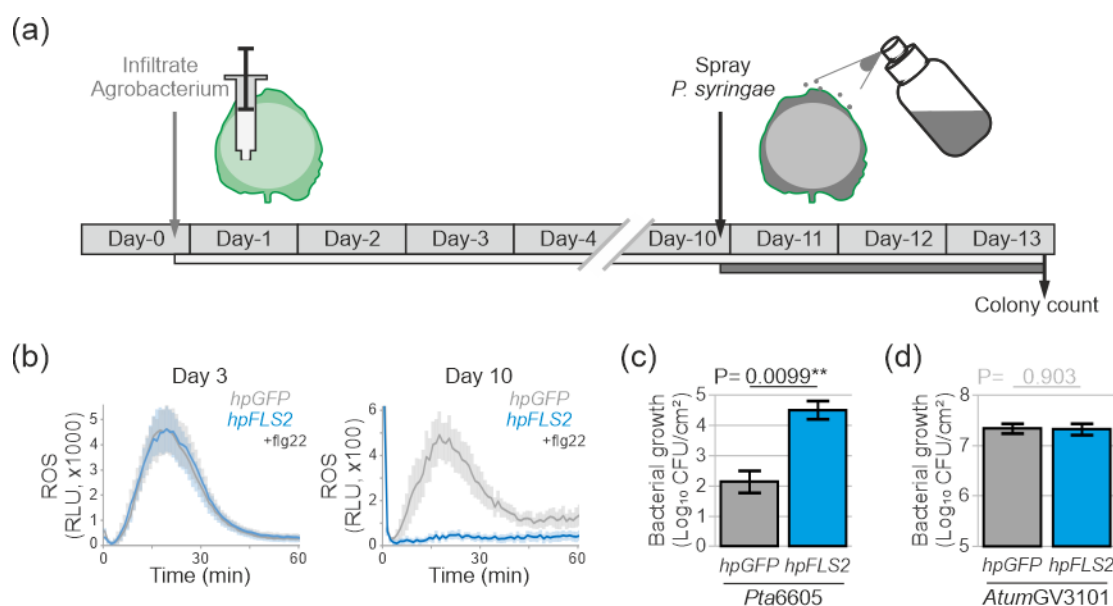 (a)
Infiltrate
Agrobacterium
Spray
P. syringae
Day-0 Day-1 Day-2 Day-3 Day-4 Day-10 Day-11 Day-12 Day-13
Colony count
(b)
Day 3
hpGFP
hpFLS2
+flg22
ROS
(RLU, x1000)
5
4
3
2
1
0
0 30 60
Time (min)
Day 10
hpGFP
hpFLS2
+flg22
ROS
(RLU, x100)
6
4
2
0
0 30 60
Time (min)
(c)
P= 0.0099**
Bacterial growth
(Log₁₀ CFU/cm²)
5
4
3
2
1
0
hpGFP hpFLS2
Pta6605
(d)
P= 0.903
Bacterial growth
(Log₁₀ CFU/cm²)
8
7
6
5
hpGFP hpFLS2
AtumGV3101